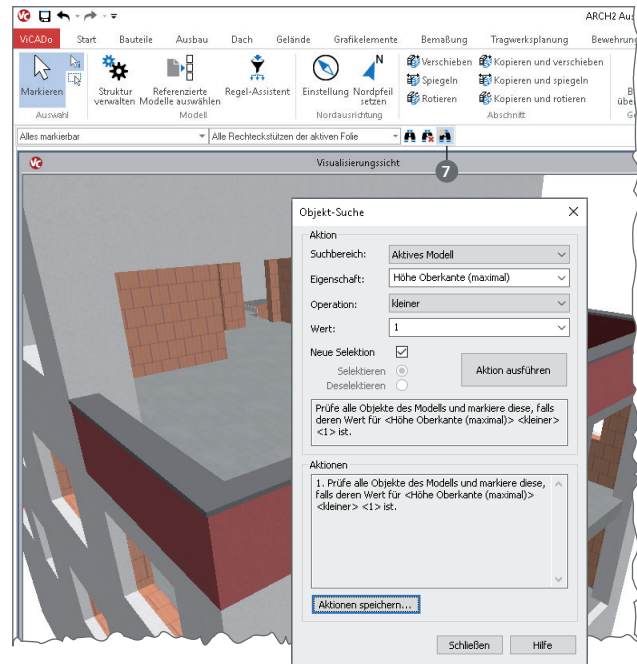 ARCH2 Au
ViCADo Start Bauteile Ausbau Dach Gelände Grafikelemente Bemaßung Tragwerksplanung Bewehrun
Markieren
Struktur verwalten
Referenzierte Modelle auswählen
Regel-Assistent
Einstellung
N
Nordpfeil setzen
Verschieben
Kopieren und verschieben
Spiegeln
Kopieren und spiegeln
Rotieren
Kopieren und rotieren
Auswahl Modell Nordausrichtung Abschnitt
Alles markierbar
Alle Rechteckstützen der aktiven Folie
7
Visualisierungssicht
Objekt-Suche
Aktion
Suchbereich: Aktives Modell
Eigenschaft: Höhe Oberkante (maximal)
Operation: kleiner
Wert: 1
Neue Selektion
Selektieren
Deselektieren
Aktion ausführen
Prüfe alle Objekte des Modells und markiere diese, falls
deren Wert für <Höhe Oberkante (maximal)> <kleiner>
<1> ist.
Aktionen
1. Prüfe alle Objekte des Modells und markiere diese,
falls deren Wert für <Höhe Oberkante (maximal)>
<kleiner> <1> ist.
Aktionen speichern...
Schließen Hilfe